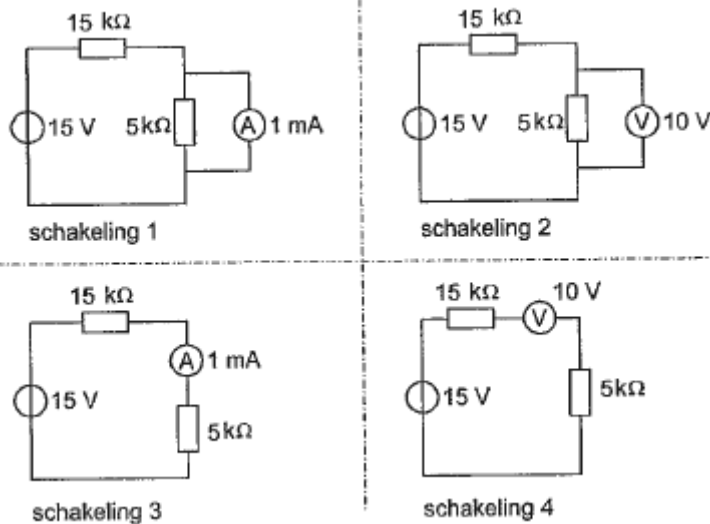 15 kΩ
15 V
5kΩ
A
1 mA
schakeling 1
15 kΩ
15 V
5kΩ
V
10 V
schakeling 2
15 kΩ
A
1 mA
15 V
5kΩ
schakeling 3
15 kΩ
10 V
V
15 V
5kΩ
schakeling 4